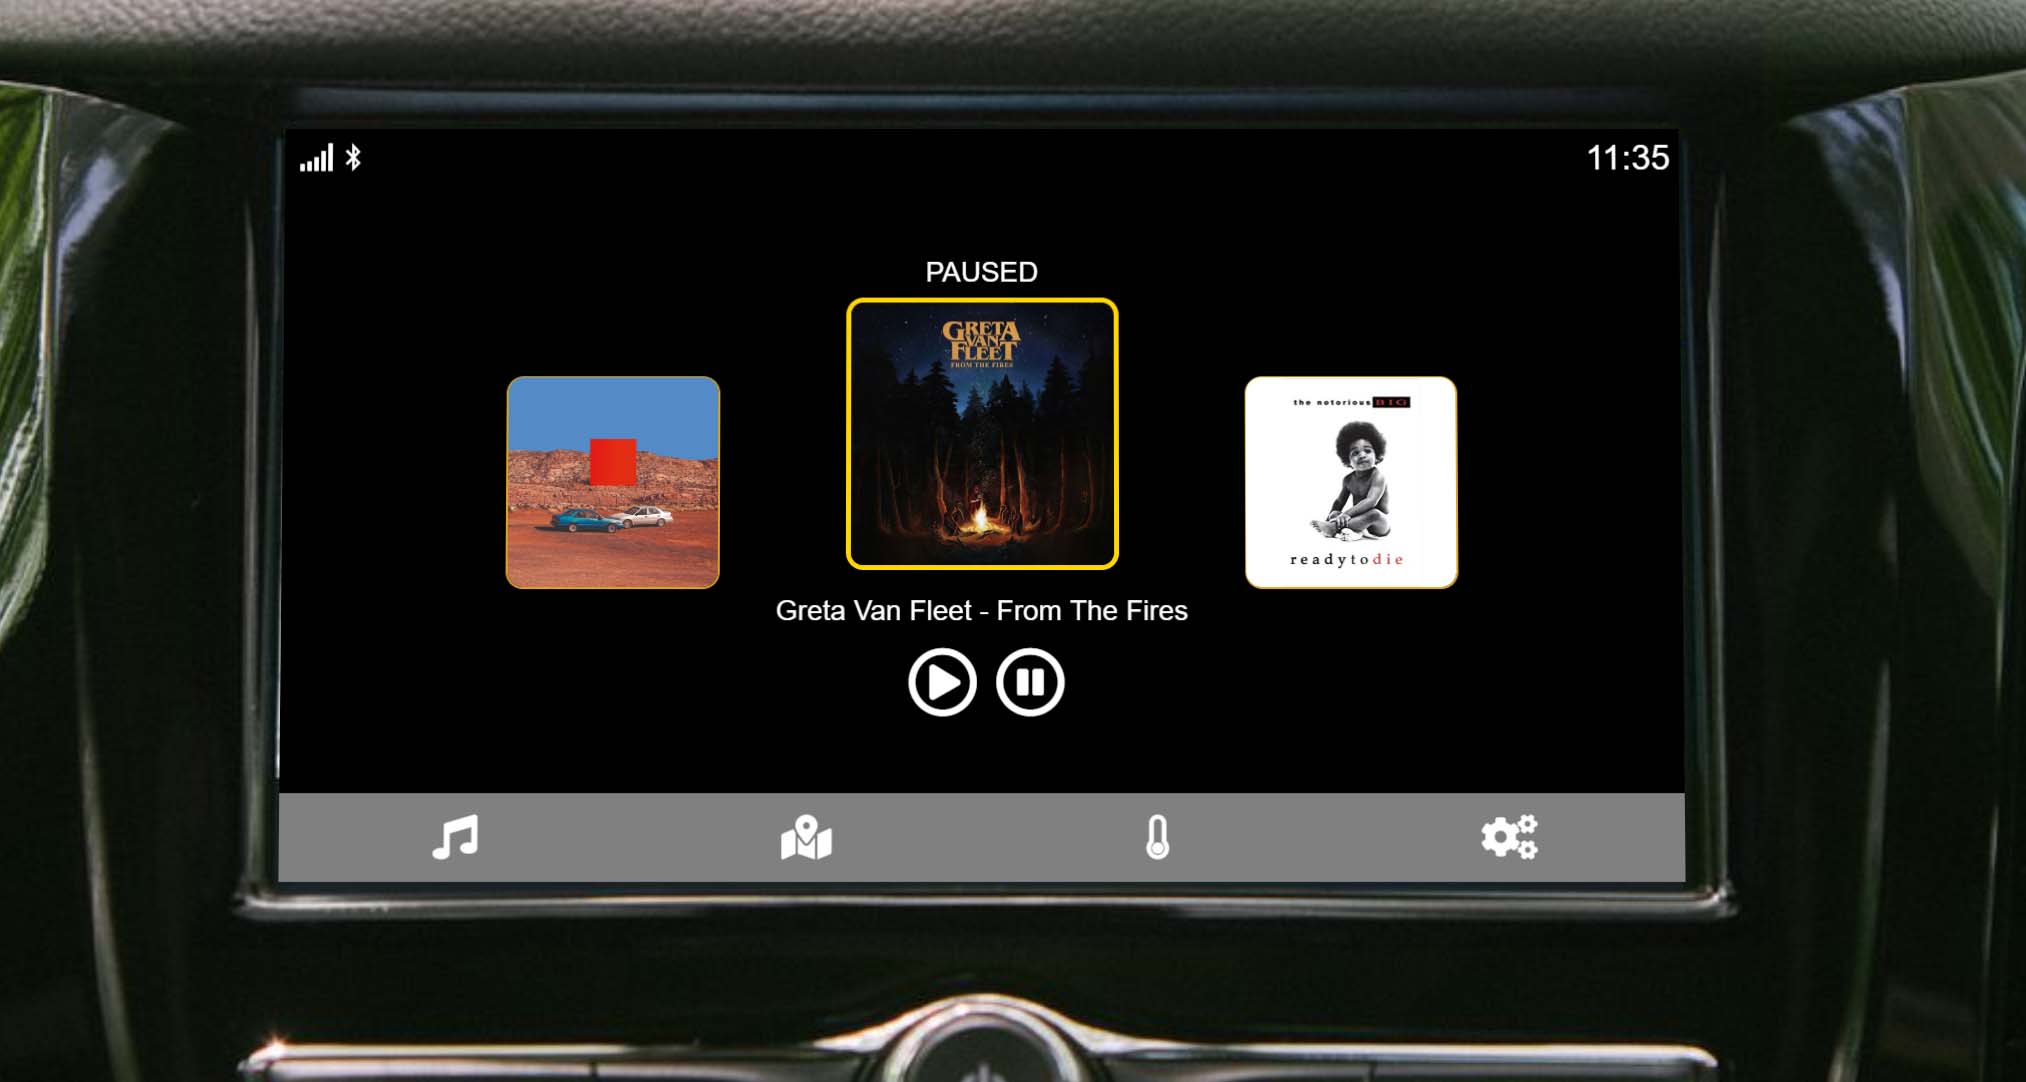 11:35
PAUSED
GRETA
VAN
FLEET
FROM THE FIRES
the notorious BIG
readytodie
Greta Van Fleet - From The Fires